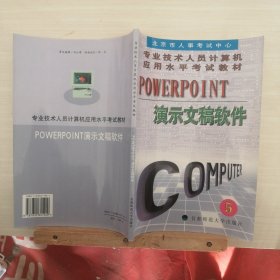 北京市人事考试中心
专业技术人员计算机
应用水平考试教材
POWERPOINT
演示文稿软件
COMPUTER
5
首都师范大学出版社
专业技术人员计算机应用水平考试教材
POWERPOINT演示文稿软件